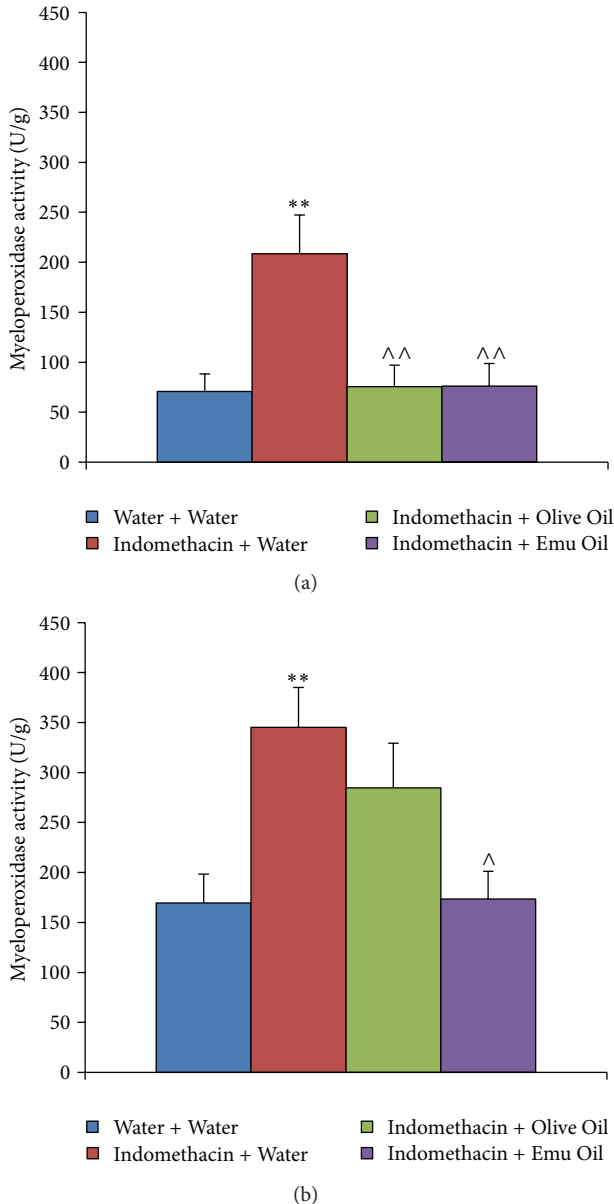 450
400
350
300
250
200
150
100
50
0
Myeloperoxidase activity (U/g)
**
^^
^^
Water + Water
Indomethacin + Olive Oil
Indomethacin + Water
Indomethacin + Emu Oil
(a)
450
400
350
300
250
200
150
100
50
0
Myeloperoxidase activity (U/g)
**
^
Water + Water
Indomethacin + Olive Oil
Indomethacin + Water
Indomethacin + Emu Oil
(b)